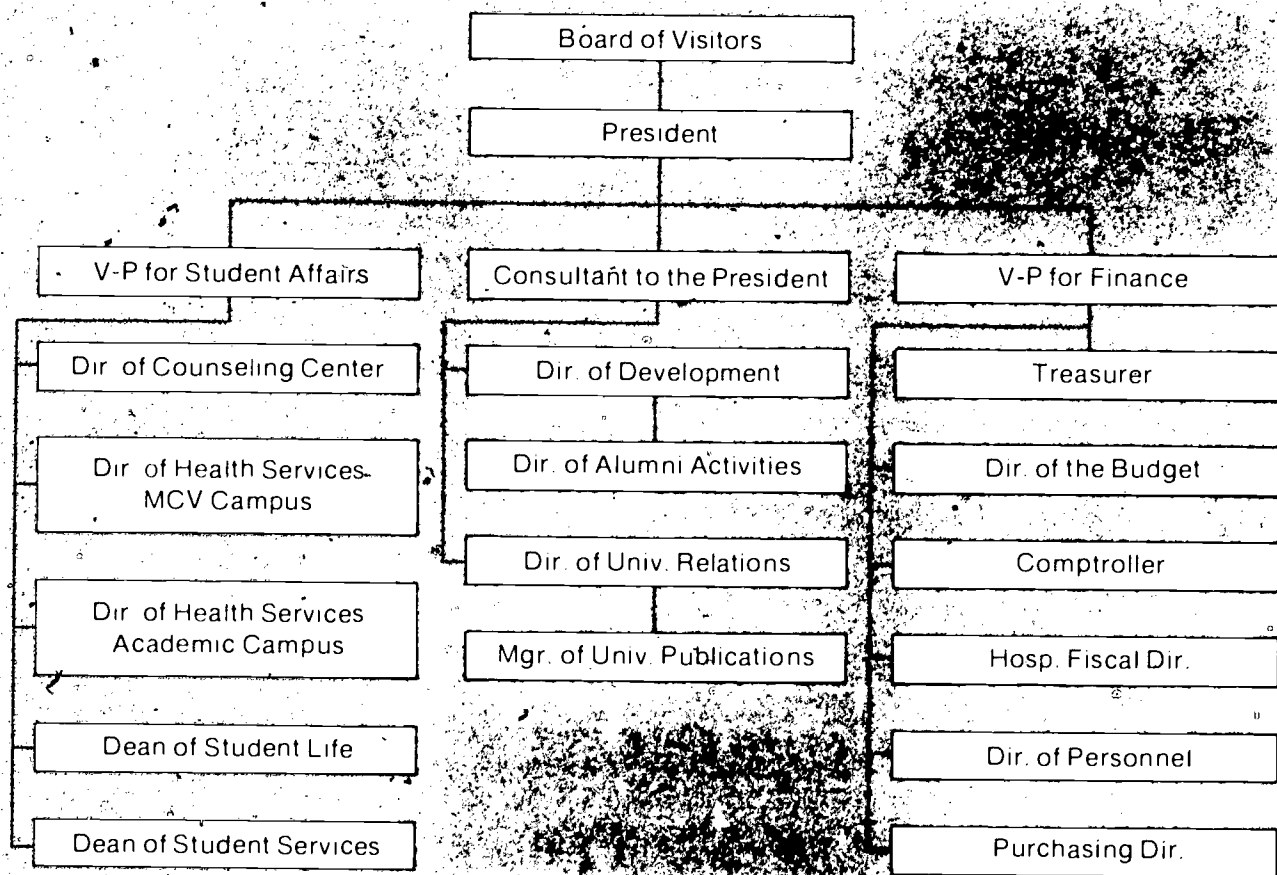 Board of Visitors
President
V-P for Student Affairs
Consultant to the President
V-P for Finance
Dir of Counseling Center
Dir. of Development
Treasurer
Dir of Health Services-
MCV Campus
Dir. of Alumni Activities
Dir. of the Budget
Dir. of Univ. Relations
Comptroller
Dir of Health Services
Academic Campus
Mgr. of Univ. Publications
Hosp. Fiscal Dir.
Dean of Student Life
Dir. of Personnel
Dean of Student Services
Purchasing Dir.